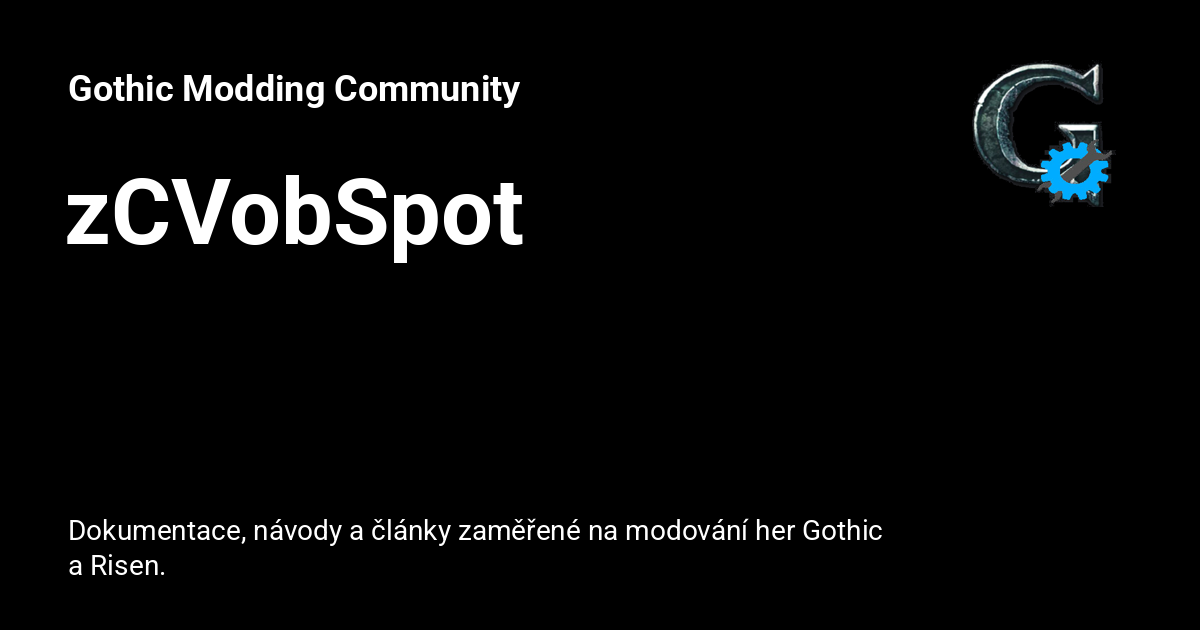 Gothic Modding Community
zCVobSpot
Dokumentace, návody a články zaměřené na modování her Gothic
a Risen.